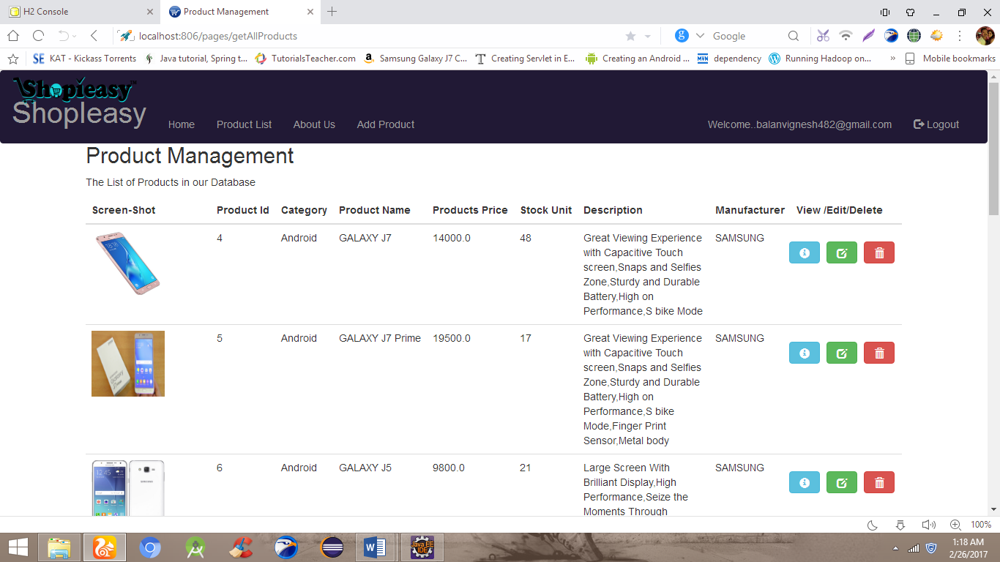 H2 Console
Product Management
localhost:806/pages/getAllProducts
Google
KAT - Kickass Torrents
Java tutorial, Spring t...
TutorialsTeacher.com
Samsung Galaxy J7 C...
Creating Servlet in E...
Creating an Android ...
dependency
Running Hadoop on...
»
Mobile bookmarks
Shopieasy™
Shopleasy
Home
Product List
About Us
Add Product
Welcome..balanvignesh482@gmail.com
Logout
Product Management
The List of Products in our Database
Screen-Shot Product Id Category Product Name Products Price Stock Unit Description Manufacturer View /Edit/Delete
4 Android GALAXY J7 14000.0 48 Great Viewing Experience SAMSUNG
with Capacitive Touch
screen,Snaps and Selfies
Zone,Sturdy and Durable
Battery,High on
Performance,S bike Mode
5 Android GALAXY J7 Prime 19500.0 17 Great Viewing Experience SAMSUNG
with Capacitive Touch
screen,Snaps and Selfies
Zone,Sturdy and Durable
Battery,High on
Performance,S bike
Mode,Finger Print
Sensor,Metal body
6 Android GALAXY J5 9800.0 21 Large Screen With SAMSUNG
Brilliant Display,High
Performance,Seize the
Moments Through
100%
1:18 AM
2/26/2017